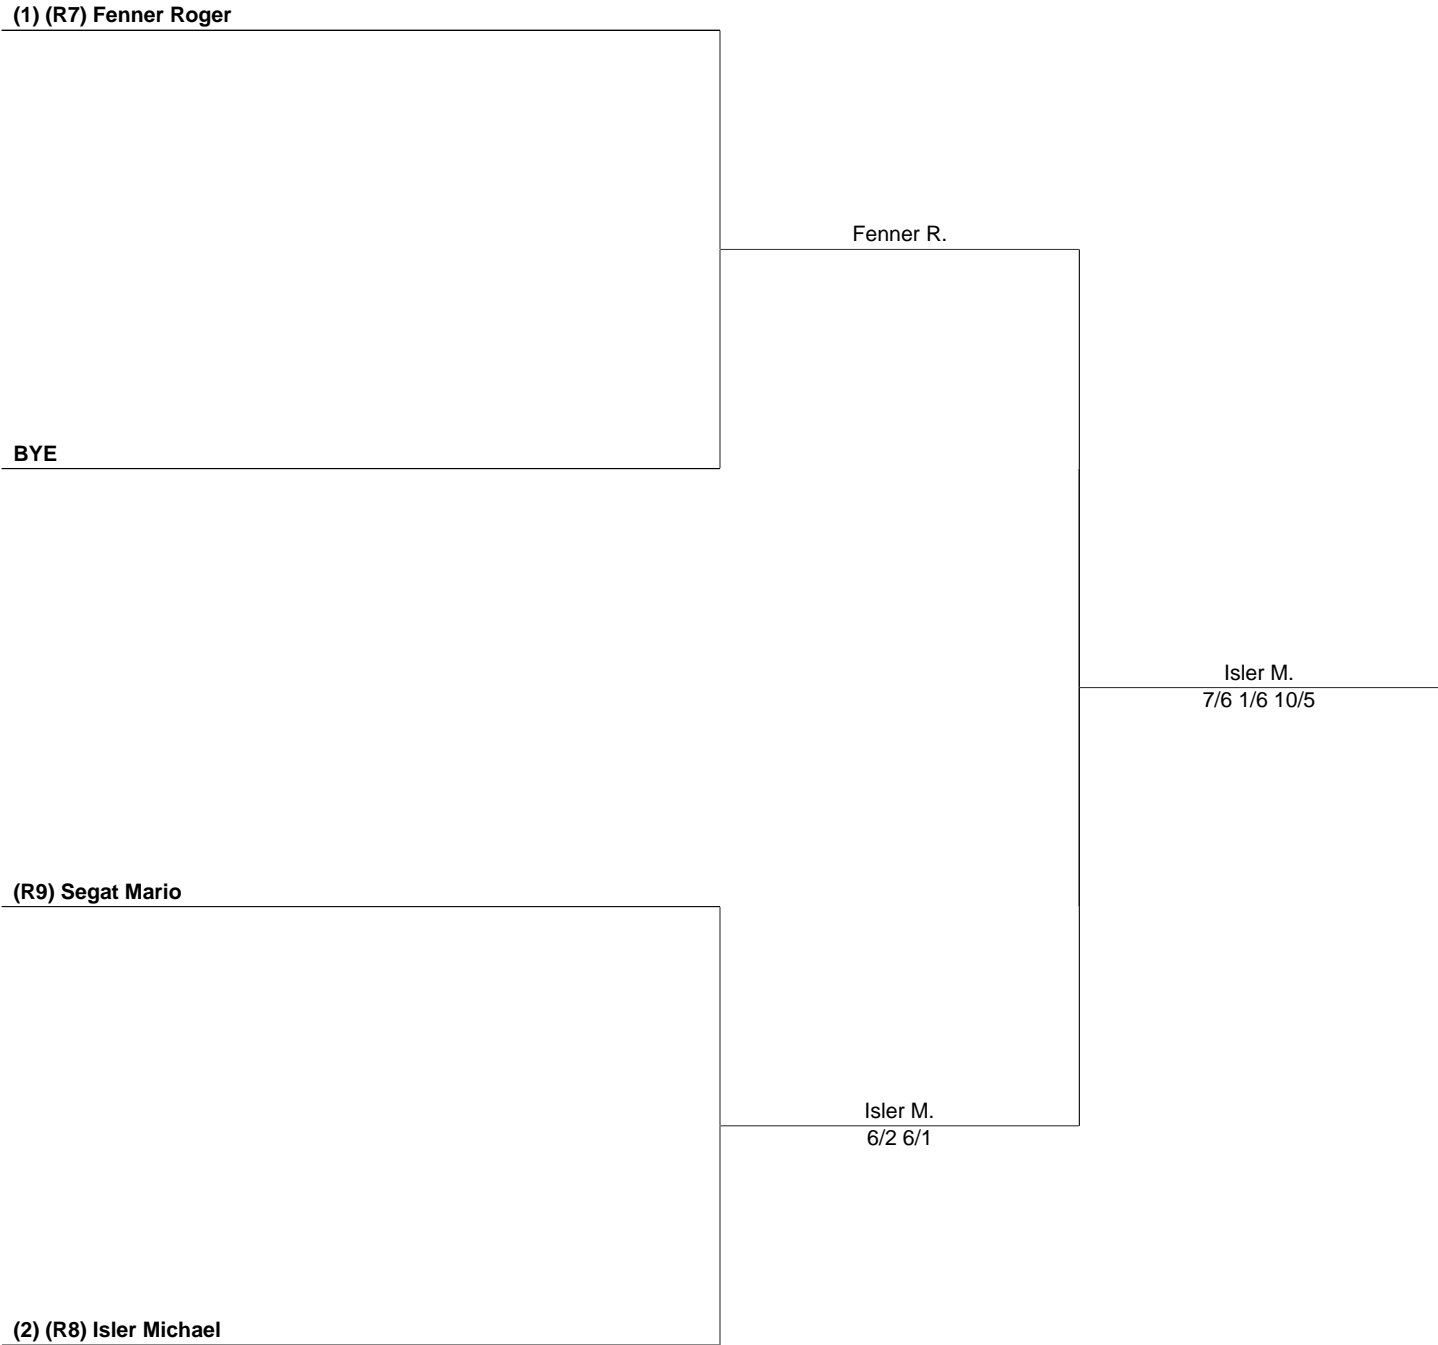 (1) (R7) Fenner Roger
Fenner R.
BYE
Isler M.
7/6 1/6 10/5
(R9) Segat Mario
Isler M.
6/2 6/1
(2) (R8) Isler Michael